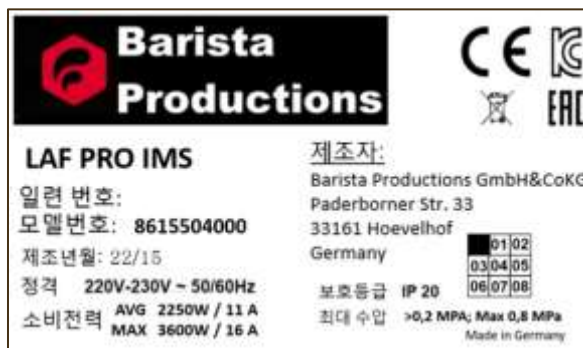 Barista
Productions
CE
EAC
LAF PRO IMS
일련 번호:
모델번호: 8615504000
제조년월: 22/15
정격 220V-230V ~ 50/60Hz
소비전력 AVG 2250W / 11 A
MAX 3600W / 16 A
제조자:
Barista Productions GmbH&CoKG
Paderborner Str. 33
33161 Hoevelhof
Germany
01 02
03 04 05
06 07 08
보호등급 IP 20
최대 수압 >0,2 MPA; Max 0,8 MPa
Made in Germany